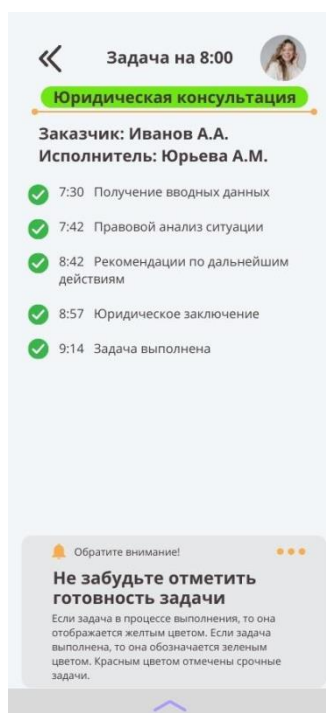 Задача на 8:00
Юридическая консультация
Заказчик: Иванов А.А.
Исполнитель: Юрьева А.М.
7:30 Получение вводных данных
7:42 Правовой анализ ситуации
8:42 Рекомендации по дальнейшим
действиям
8:57 Юридическое заключение
9:14 Задача выполнена
Обратите внимание!
Не забудьте отметить
готовность задачи
Если задача в процессе выполнения, то она
отображается желтым цветом. Если задача
выполнена, то она обозначается зеленым
цветом. Красным цветом отмечены срочные
задачи.